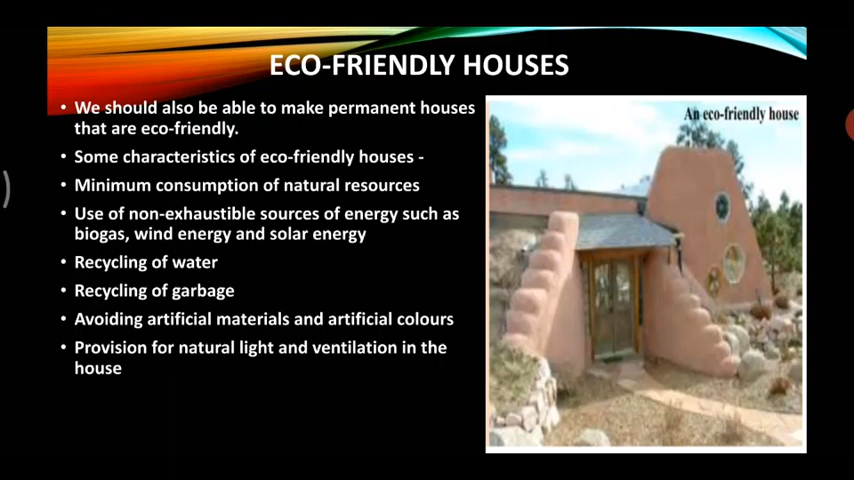 ECO-FRIENDLY HOUSES
• We should also be able to make permanent houses
that are eco-friendly.
• Some characteristics of eco-friendly houses -
• Minimum consumption of natural resources
• Use of non-exhaustible sources of energy such as
biogas, wind energy and solar energy
• Recycling of water
• Recycling of garbage
• Avoiding artificial materials and artificial colours
• Provision for natural light and ventilation in the
house
An eco-friendly house